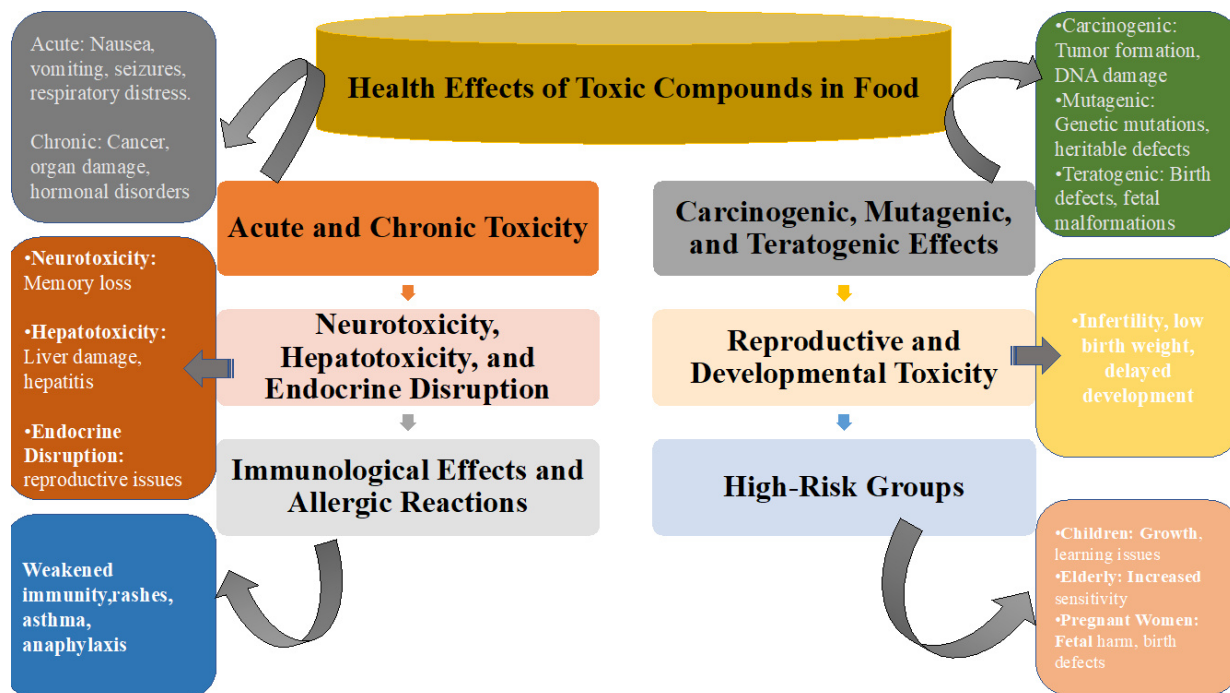 Health Effects of Toxic Compounds in Food
Acute: Nausea,
vomiting, seizures,
respiratory distress.
Chronic: Cancer,
organ damage,
hormonal disorders
Acute and Chronic Toxicity
•Neurotoxicity:
Memory loss
•Hepatotoxicity:
Liver damage,
hepatitis
•Endocrine
Disruption:
reproductive issues
Neurotoxicity,
Hepatotoxicity, and
Endocrine Disruption
Immunological Effects and
Allergic Reactions
Weakened
immunity,rashes,
asthma,
anaphylaxis
•Carcinogenic:
Tumor formation,
DNA damage
•Mutagenic:
Genetic mutations,
heritable defects
•Teratogenic: Birth
defects, fetal
malformations
Carcinogenic, Mutagenic,
and Teratogenic Effects
Reproductive and
Developmental Toxicity
•Infertility, low
birth weight,
delayed
development
High-Risk Groups
•Children: Growth,
learning issues
•Elderly: Increased
sensitivity
•Pregnant Women:
Fetal harm, birth
defects